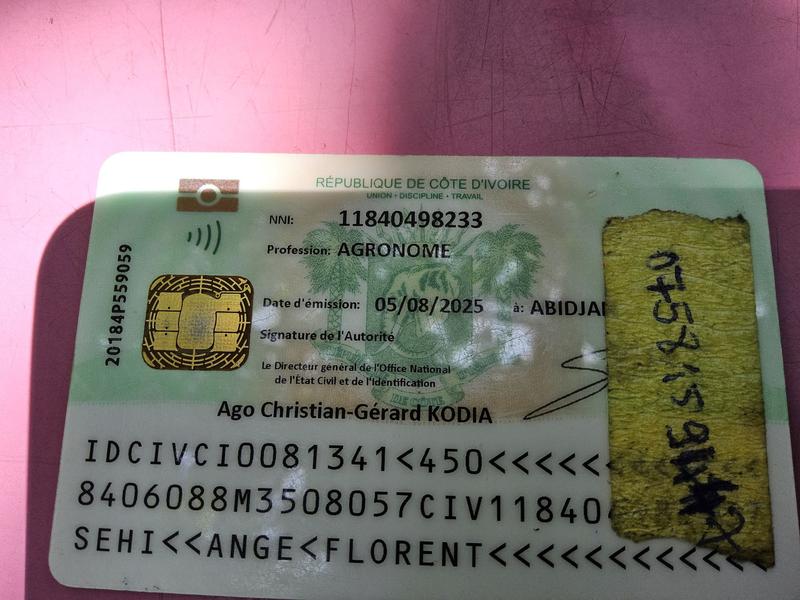 RÉPUBLIQUE DE CÔTE D'IVOIRE
UNION - DISCIPLINE - TRAVAIL
NNI: 11840498233
Profession: AGRONOME
Date d'émission: 05/08/2025 à: ABIDJA
Signature de l'Autorité
Le Directeur général de l'Office National
de l'État Civil et de l'Identification
Ago Christian-Gérard KODIA
20184P559059
IDCIVCI0081341<450<<<<<<
8406088M3508057CIV11840
SEHI<<ANGE<FLORENT<<<<<<<<<<<<